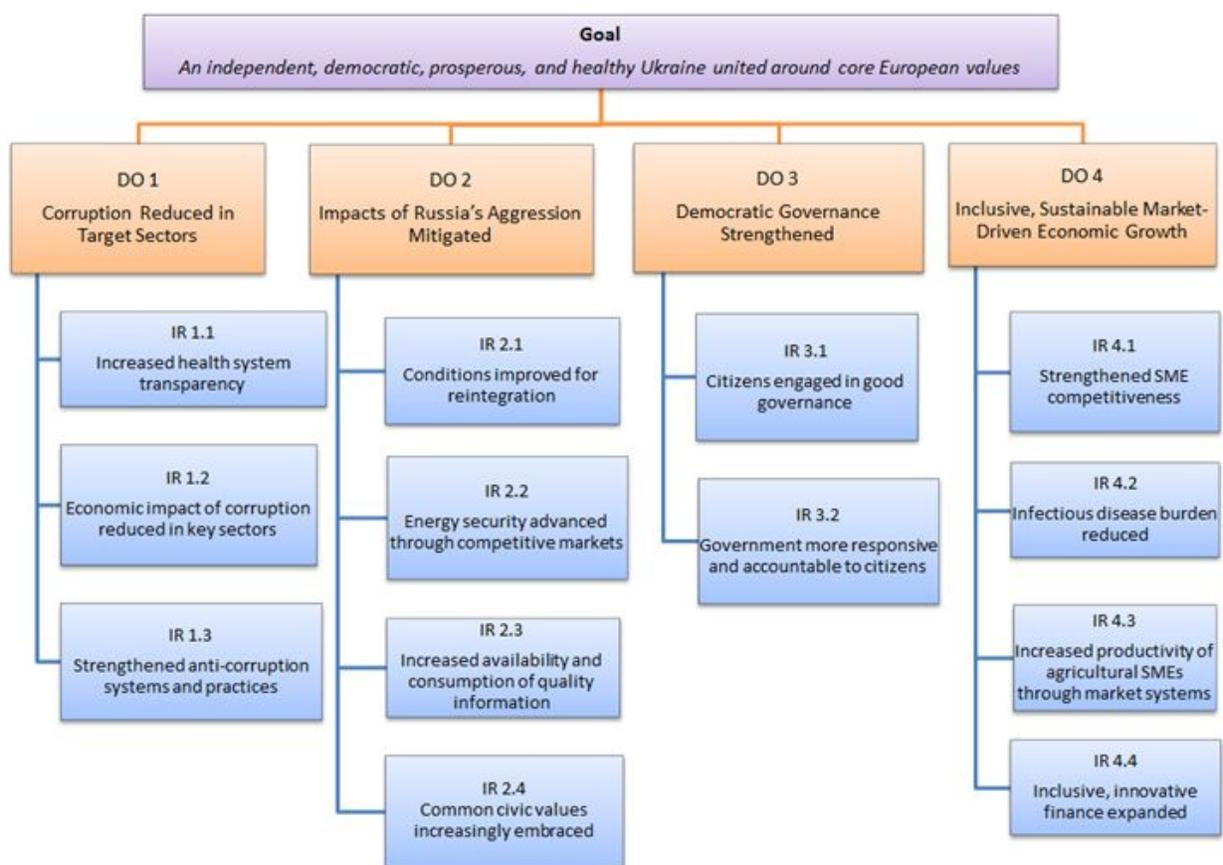 Goal
An independent, democratic, prosperous, and healthy Ukraine united around core European values
DO 1
Corruption Reduced in
Target Sectors
IR 1.1
Increased health system
transparency
IR 1.2
Economic impact of corruption
reduced in key sectors
IR 1.3
Strengthened anti-corruption
systems and practices
DO 2
Impacts of Russia's Aggression
Mitigated
IR 2.1
Conditions improved for
reintegration
IR 2.2
Energy security advanced
through competitive markets
IR 2.3
Increased availability and
consumption of quality
information
IR 2.4
Common civic values
increasingly embraced
DO 3
Democratic Governance
Strengthened
IR 3.1
Citizens engaged in good
governance
IR 3.2
Government more responsive
and accountable to citizens
DO 4
Inclusive, Sustainable Market-
Driven Economic Growth
IR 4.1
Strengthened SME
competitiveness
IR 4.2
Infectious disease burden
reduced
IR 4.3
Increased productivity of
agricultural SMEs
through market systems
IR 4.4
Inclusive, innovative
finance expanded